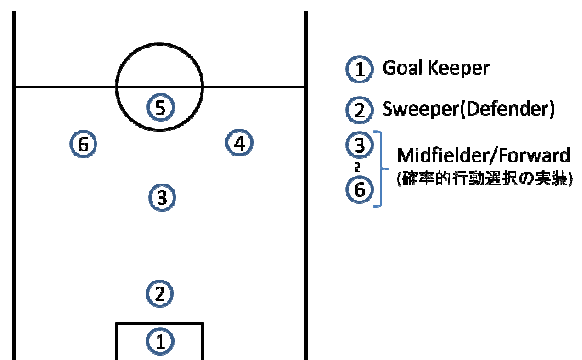 5
6
4
3
2
1
1 Goal Keeper
2 Sweeper(Defender)
3
~
6
Midfielder/Forward
(確率的行動選択の実装)